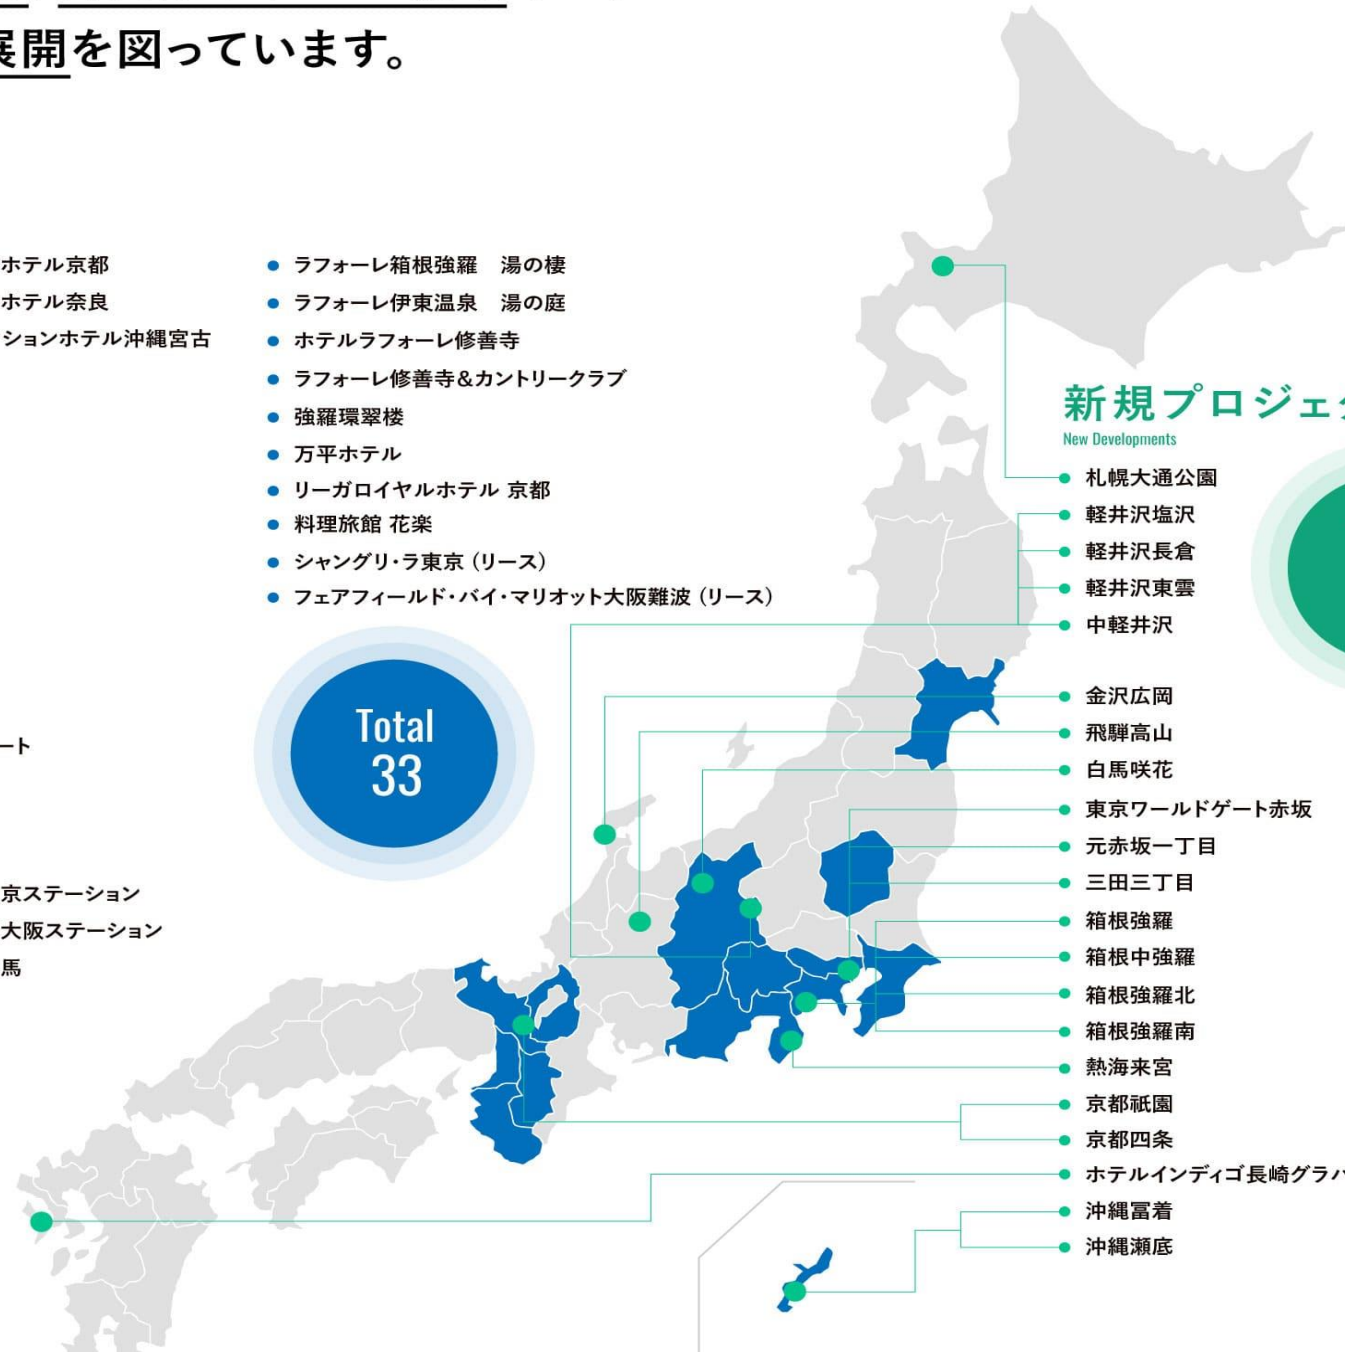 展開を図っています。
ホテル京都
ホテル奈良
ションホテル沖縄宮古
ート
京ステーション
大阪ステーション
馬
ラフォーレ箱根強羅　湯の棲
ラフォーレ伊東温泉　湯の庭
ホテルラフォーレ修善寺
ラフォーレ修善寺&カントリークラブ
強羅環翠楼
万平ホテル
リーガロイヤルホテル 京都
料理旅館 花楽
シャングリ・ラ東京 (リース)
フェアフィールド・バイ・マリオット大阪難波 (リース)
Total
33
新規プロジェク
New Developments
札幌大通公園
軽井沢塩沢
軽井沢長倉
軽井沢東雲
中軽井沢
金沢広岡
飛騨高山
白馬咲花
東京ワールドゲート赤坂
元赤坂一丁目
三田三丁目
箱根強羅
箱根中強羅
箱根強羅北
箱根強羅南
熱海来宮
京都祇園
京都四条
ホテルインディゴ長崎グラバ
沖縄冨着
沖縄瀬底